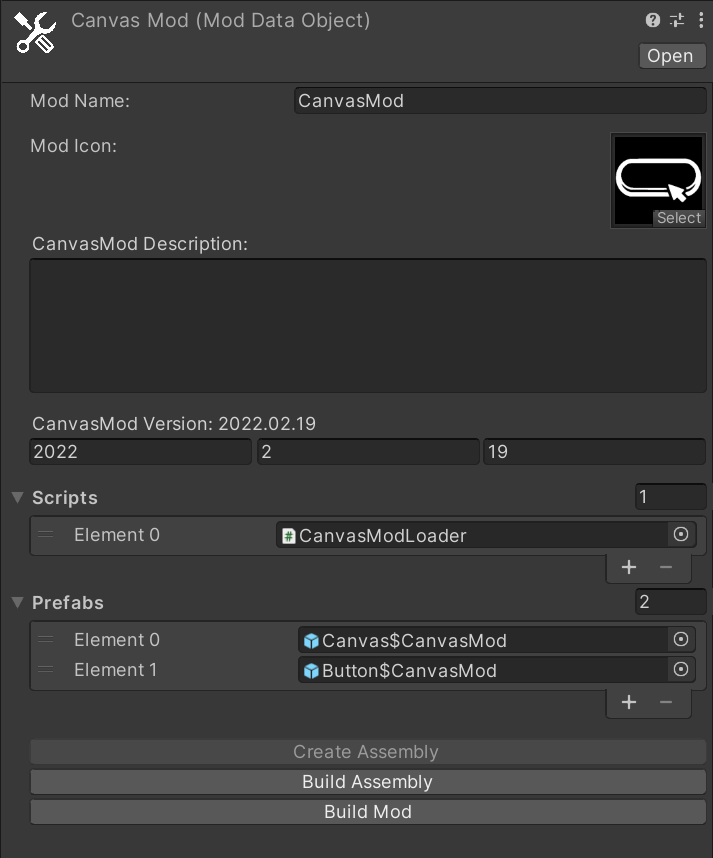 Canvas Mod (Mod Data Object)
Open
Mod Name: CanvasMod
Mod Icon:
Select
CanvasMod Description:
CanvasMod Version: 2022.02.19
2022 2 19
Scripts 1
Element 0 CanvasModLoader
+ −
Prefabs 2
Element 0 Canvas$CanvasMod
Element 1 Button$CanvasMod
+ −
Create Assembly
Build Assembly
Build Mod